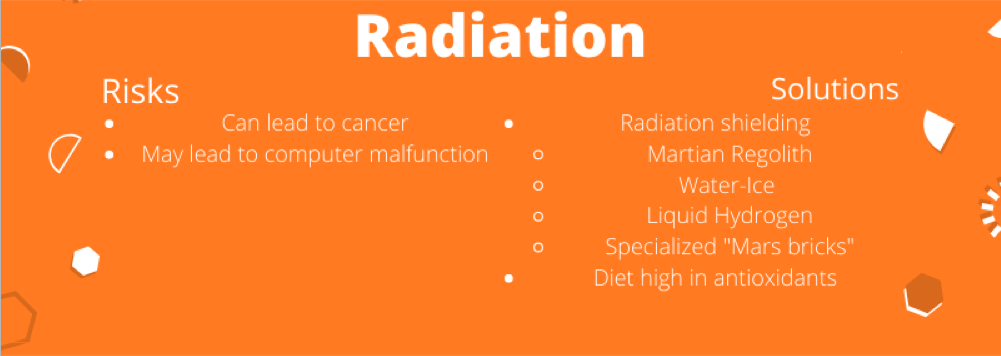 Radiation
Risks
• Can lead to cancer
• May lead to computer malfunction
Solutions
• Radiation shielding
○ Martian Regolith
○ Water-Ice
○ Liquid Hydrogen
○ Specialized "Mars bricks"
• Diet high in antioxidants